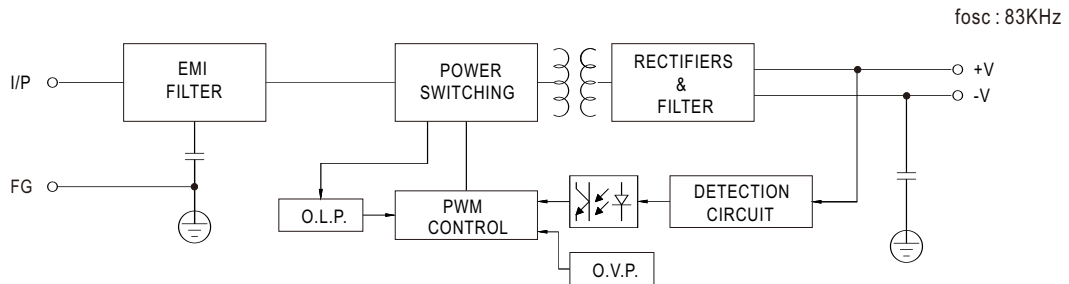 fosc : 83KHz
I/P
EMI
FILTER
POWER
SWITCHING
RECTIFIERS
&
FILTER
+V
-V
FG
O.L.P.
PWM
CONTROL
DETECTION
CIRCUIT
O.V.P.